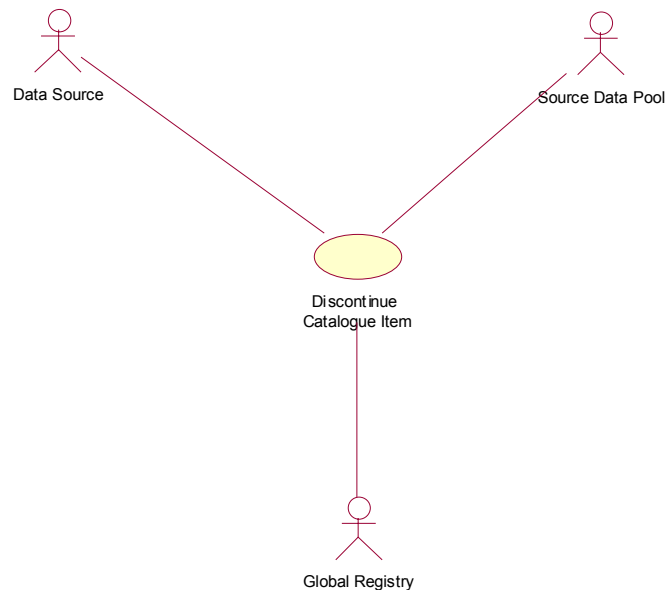 Data Source
Source Data Pool
Discontinue
Catalogue Item
Global Registry